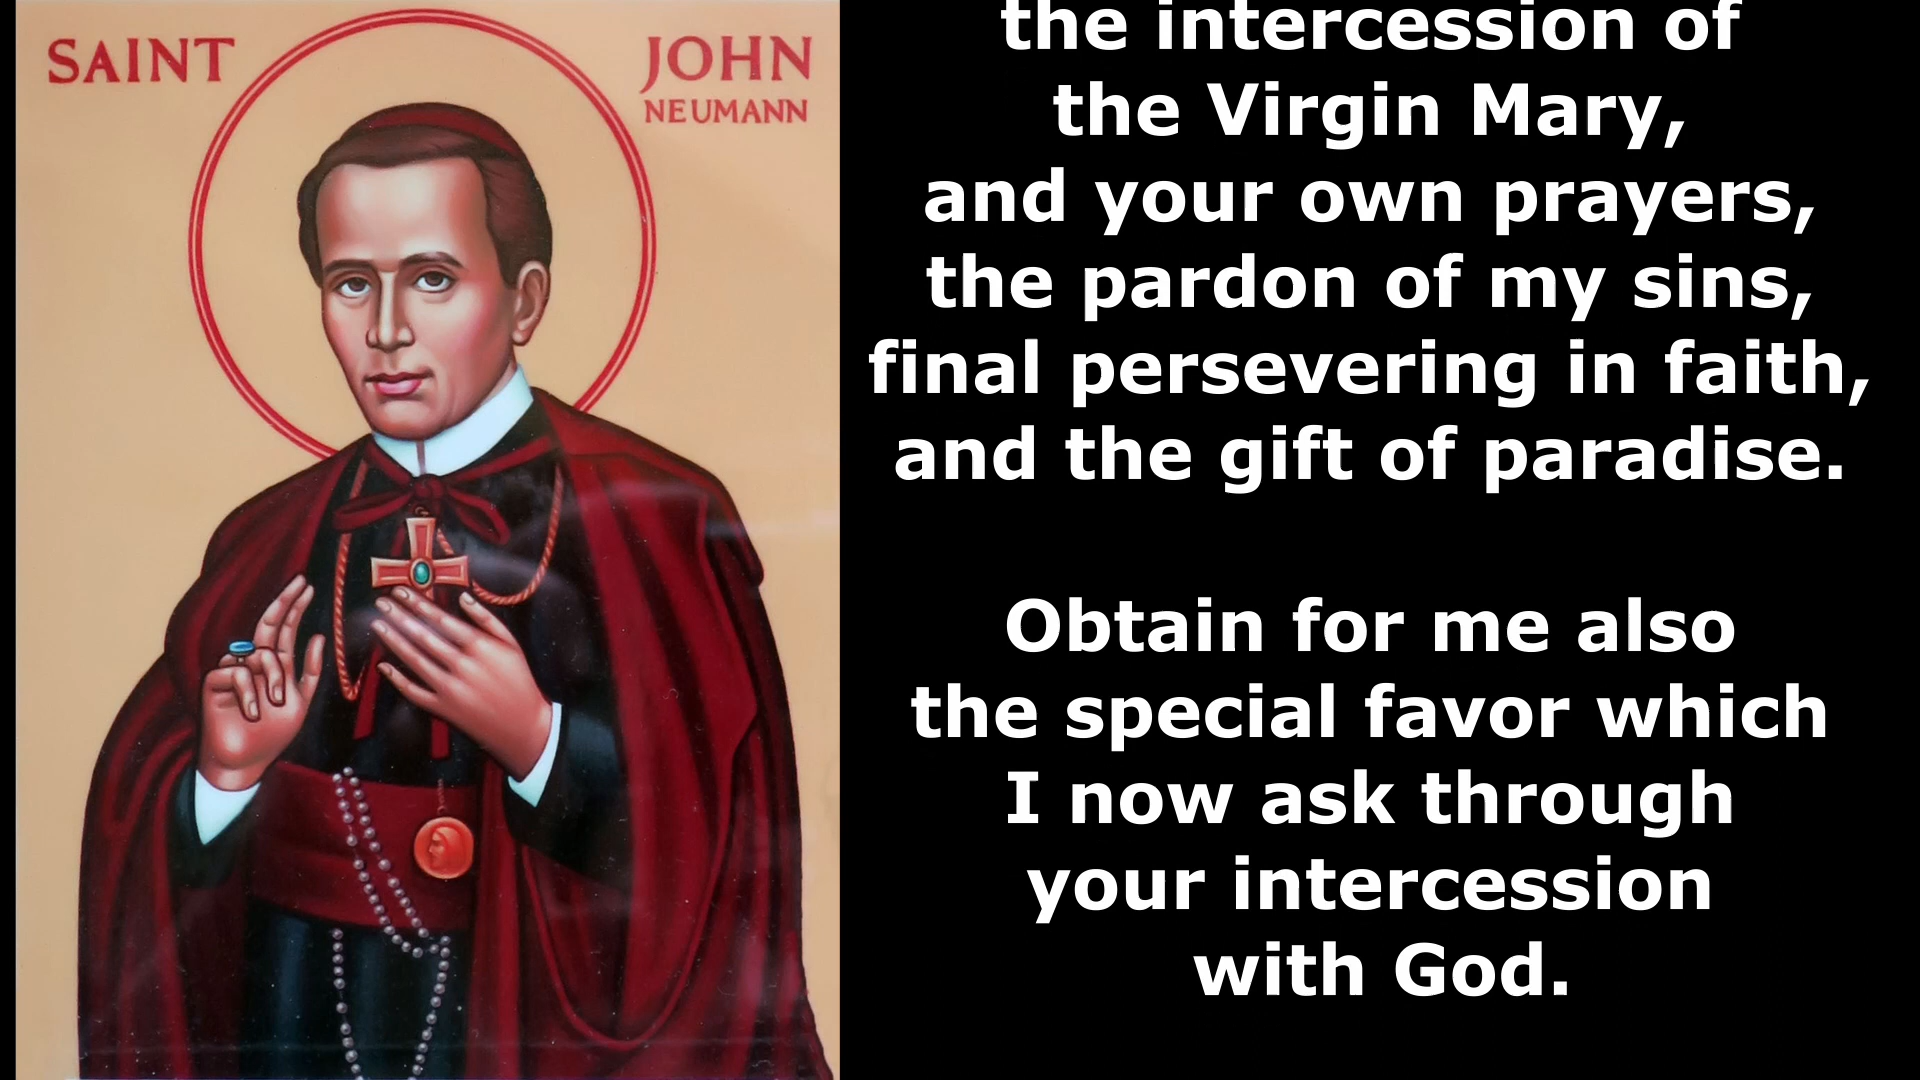 SAINT JOHN
NEUMANN
the intercession of
the Virgin Mary,
and your own prayers,
the pardon of my sins,
final persevering in faith,
and the gift of paradise.
Obtain for me also
the special favor which
I now ask through
your intercession
with God.